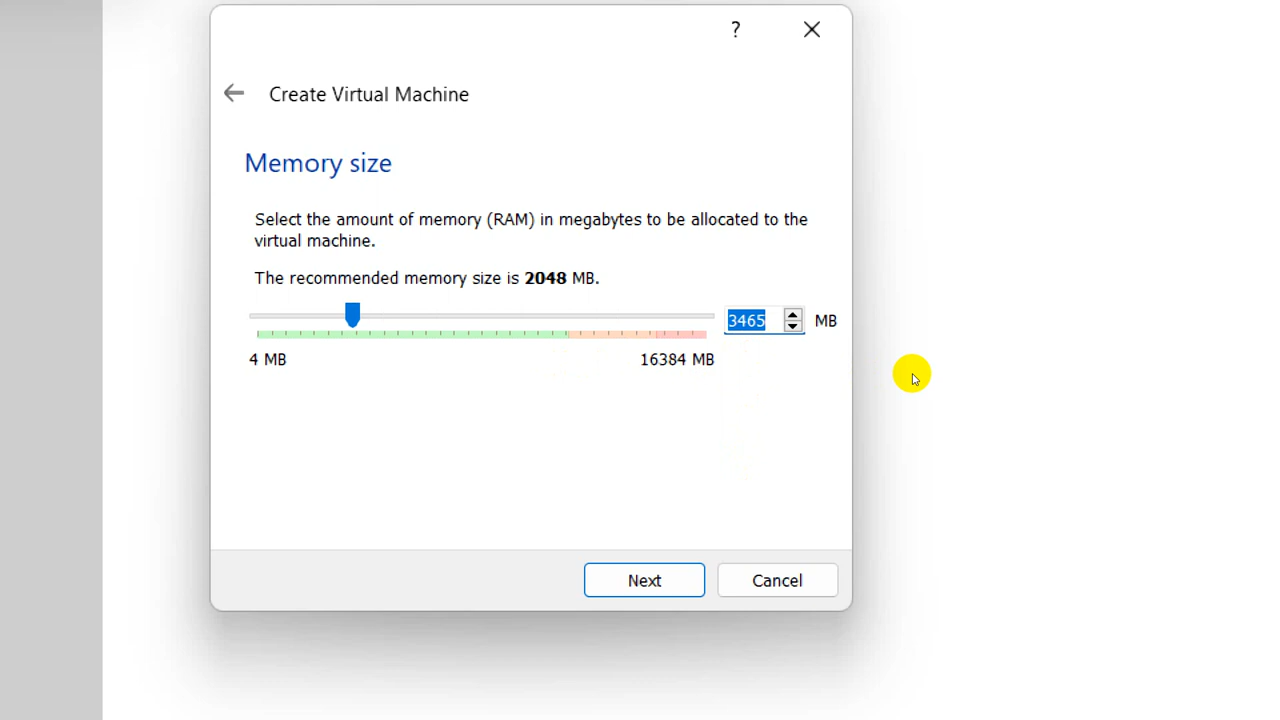 ?
Create Virtual Machine
Memory size
Select the amount of memory (RAM) in megabytes to be allocated to the
virtual machine.
The recommended memory size is 2048 MB.
3465 MB
4 MB 16384 MB
Next Cancel